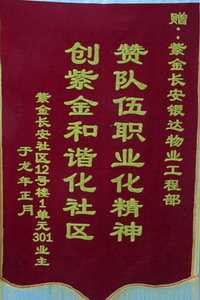 赠：紫金长安银达物业工程部
赞队伍职业化精神
创紫金和谐化社区
紫金长安社区12号楼1单元301业主
于龙年正月